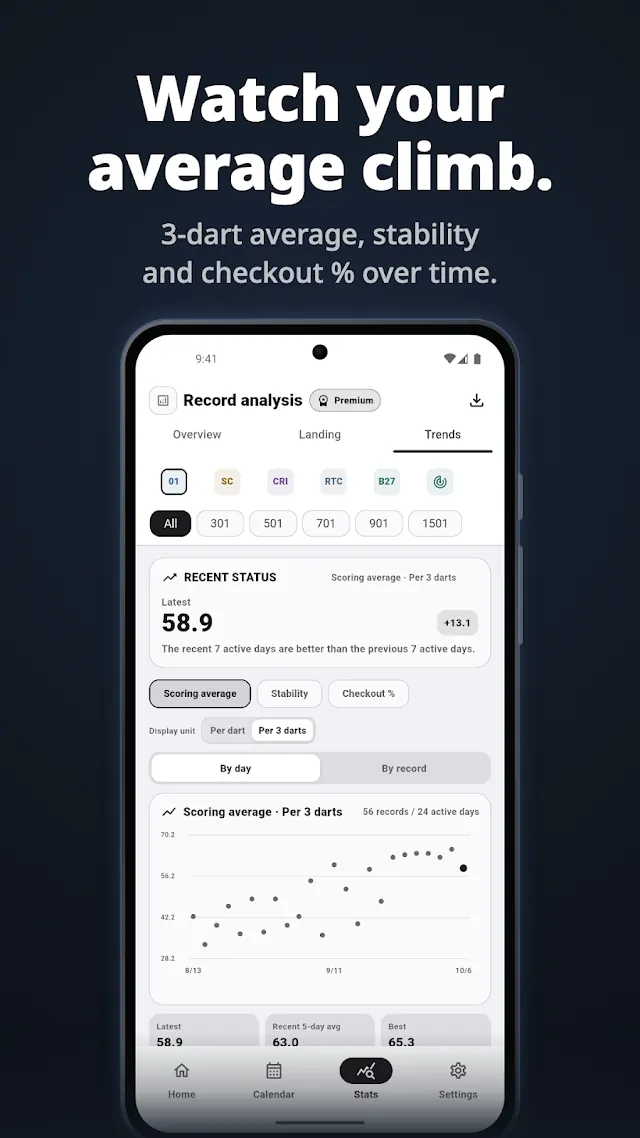 Watch your
average climb.
3-dart average, stability
and checkout % over time.
9:41
Record analysis Premium
Overview Landing Trends
01 SC CRI RTC B27
All 301 501 701 901 1501
RECENT STATUS Scoring average · Per 3 darts
Latest
58.9 +13.1
The recent 7 active days are better than the previous 7 active days.
Scoring average Stability Checkout %
Display unit Per dart Per 3 darts
By day By record
Scoring average · Per 3 darts 56 records / 24 active days
70.2
56.2
42.2
28.2
8/13 9/11 10/6
Latest Recent 5-day avg Best
58.9 63.0 65.3
Home Calendar Stats Settings